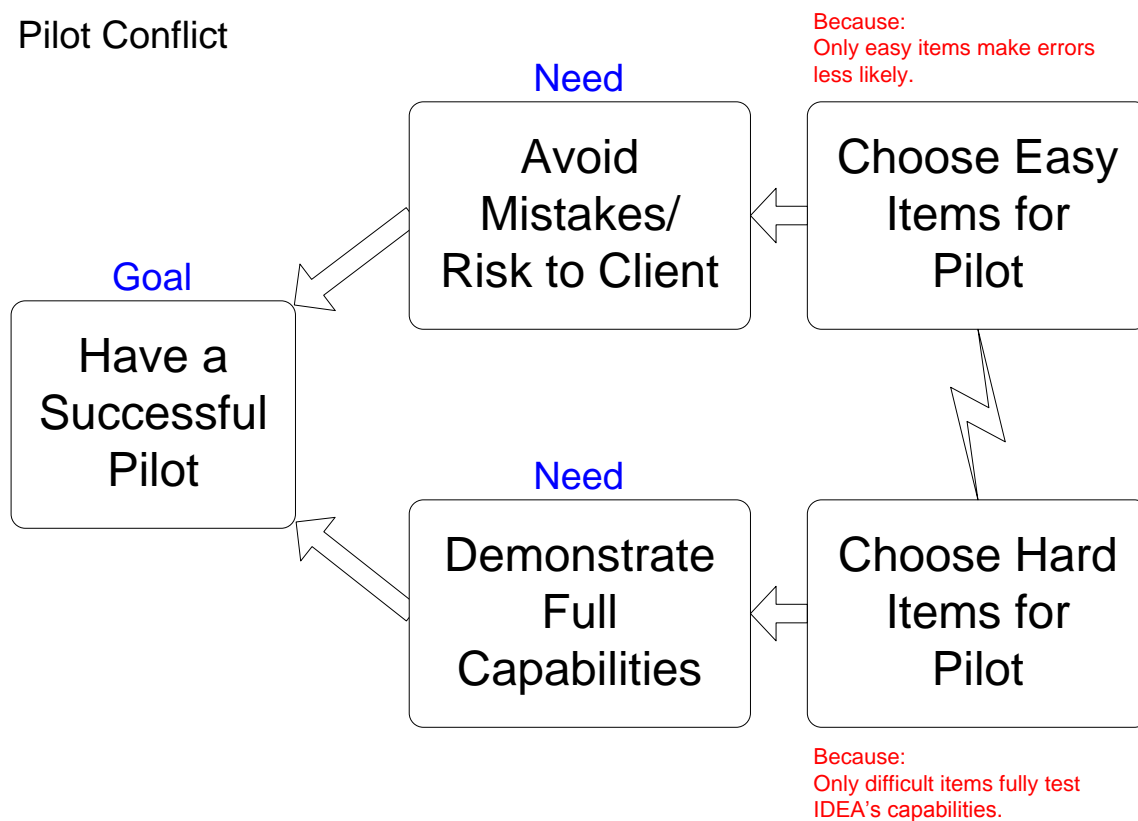 Pilot Conflict
Because:
Only easy items make errors
less likely.
Need
Avoid
Mistakes/
Risk to Client
Choose Easy
Items for
Pilot
Goal
Have a
Successful
Pilot
Need
Demonstrate
Full
Capabilities
Choose Hard
Items for
Pilot
Because:
Only difficult items fully test
IDEA's capabilities.